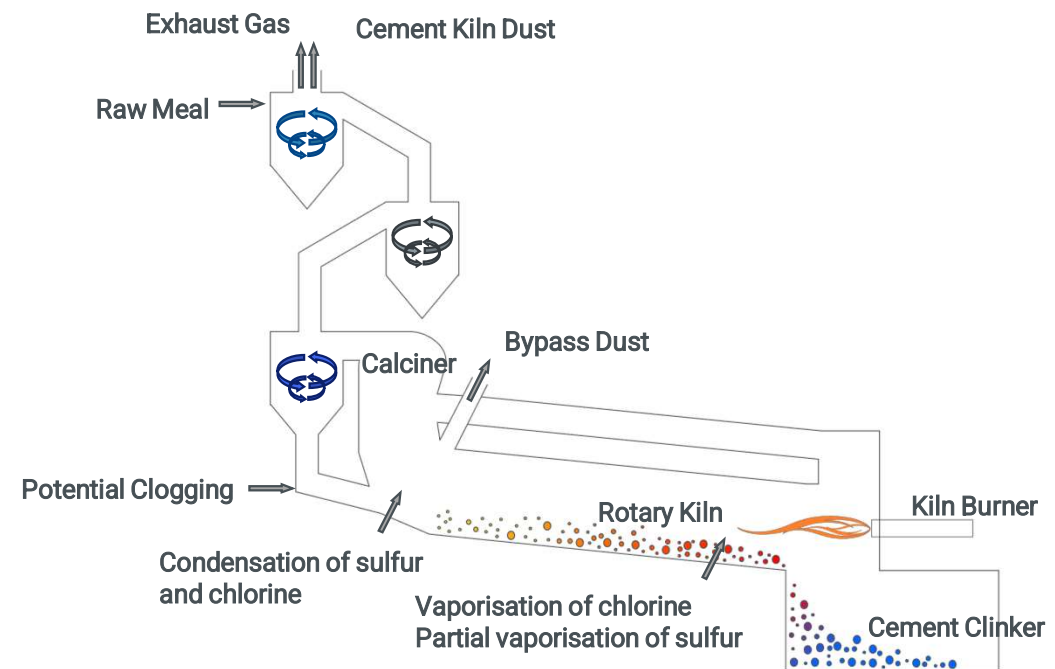 Exhaust Gas
Cement Kiln Dust
Raw Meal
Bypass Dust
Calciner
Potential Clogging
Rotary Kiln
Kiln Burner
Condensation of sulfur
and chlorine
Vaporisation of chlorine
Partial vaporisation of sulfur
Cement Clinker